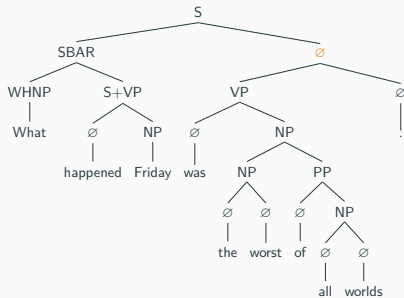 S
SBAR ∅
WHNP S+VP VP ∅
What ∅ NP ∅ NP .
happened Friday was NP PP
∅ ∅ ∅ NP
the worst of ∅ ∅
all worlds